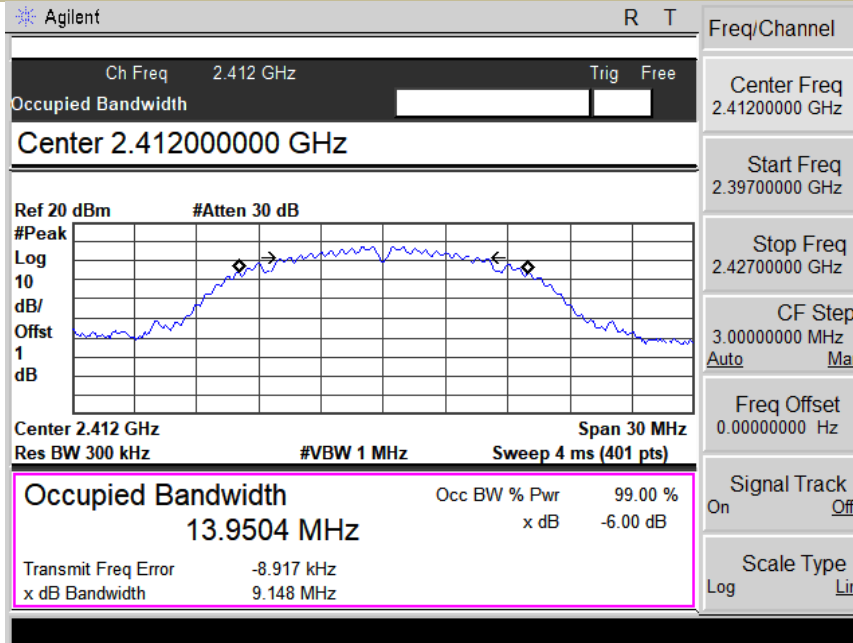 Agilent R T
Ch Freq 2.412 GHz Trig Free
Occupied Bandwidth
Center 2.412000000 GHz
Ref 20 dBm #Atten 30 dB
#Peak
Log
10
dB/
Offst
1
dB
Center 2.412 GHz Span 30 MHz
Res BW 300 kHz #VBW 1 MHz Sweep 4 ms (401 pts)
Occupied Bandwidth Occ BW % Pwr 99.00 %
13.9504 MHz x dB -6.00 dB
Transmit Freq Error -8.917 kHz
x dB Bandwidth 9.148 MHz
Freq/Channel
Center Freq
2.41200000 GHz
Start Freq
2.39700000 GHz
Stop Freq
2.42700000 GHz
CF Step
3.00000000 MHz
Auto Ma
Freq Offset
0.00000000 Hz
Signal Track
On Off
Scale Type
Log Lin